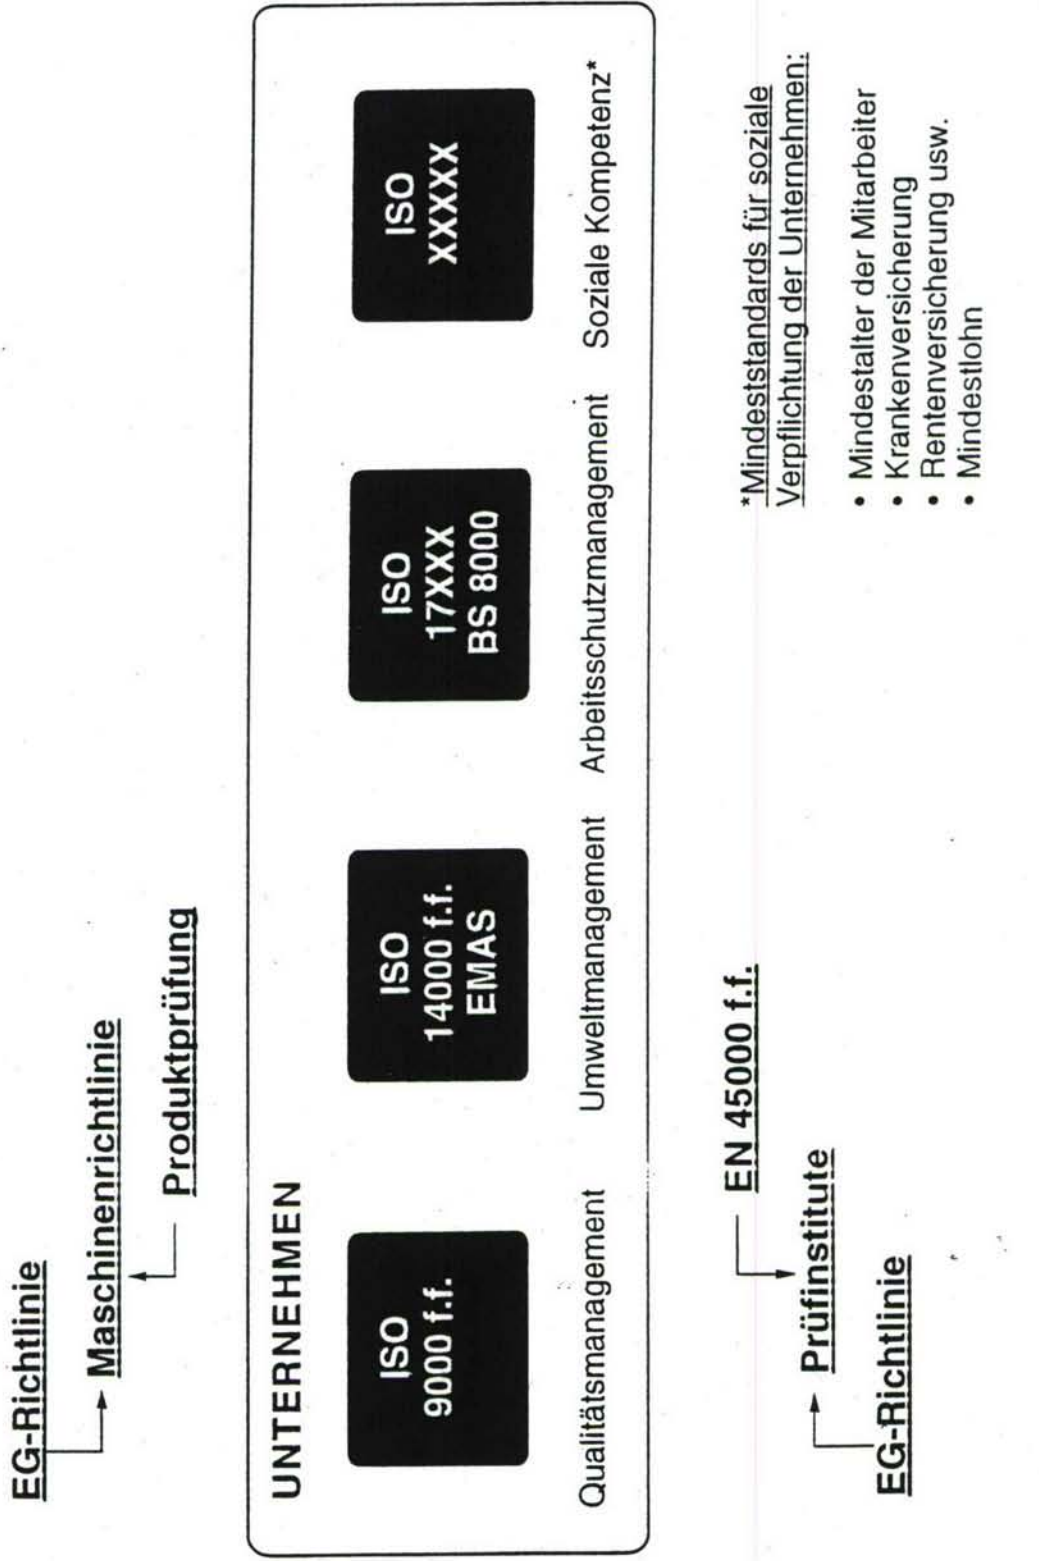 EG-Richtlinie
Maschinenrichtlinie
Produktprüfung
UNTERNEHMEN
ISO
9000 f.f.
Qualitätsmanagement
ISO
14000 f.f.
EMAS
Umweltmanagement
ISO
17XXX
BS 8000
Arbeitsschutzmanagement
ISO
XXXXX
Soziale Kompetenz*
EN 45000 f.f.
Prüfinstitute
EG-Richtlinie
*Mindeststandards für soziale
Verpflichtung der Unternehmen:
• Mindestalter der Mitarbeiter
• Krankenversicherung
• Rentenversicherung usw.
• Mindestlohn